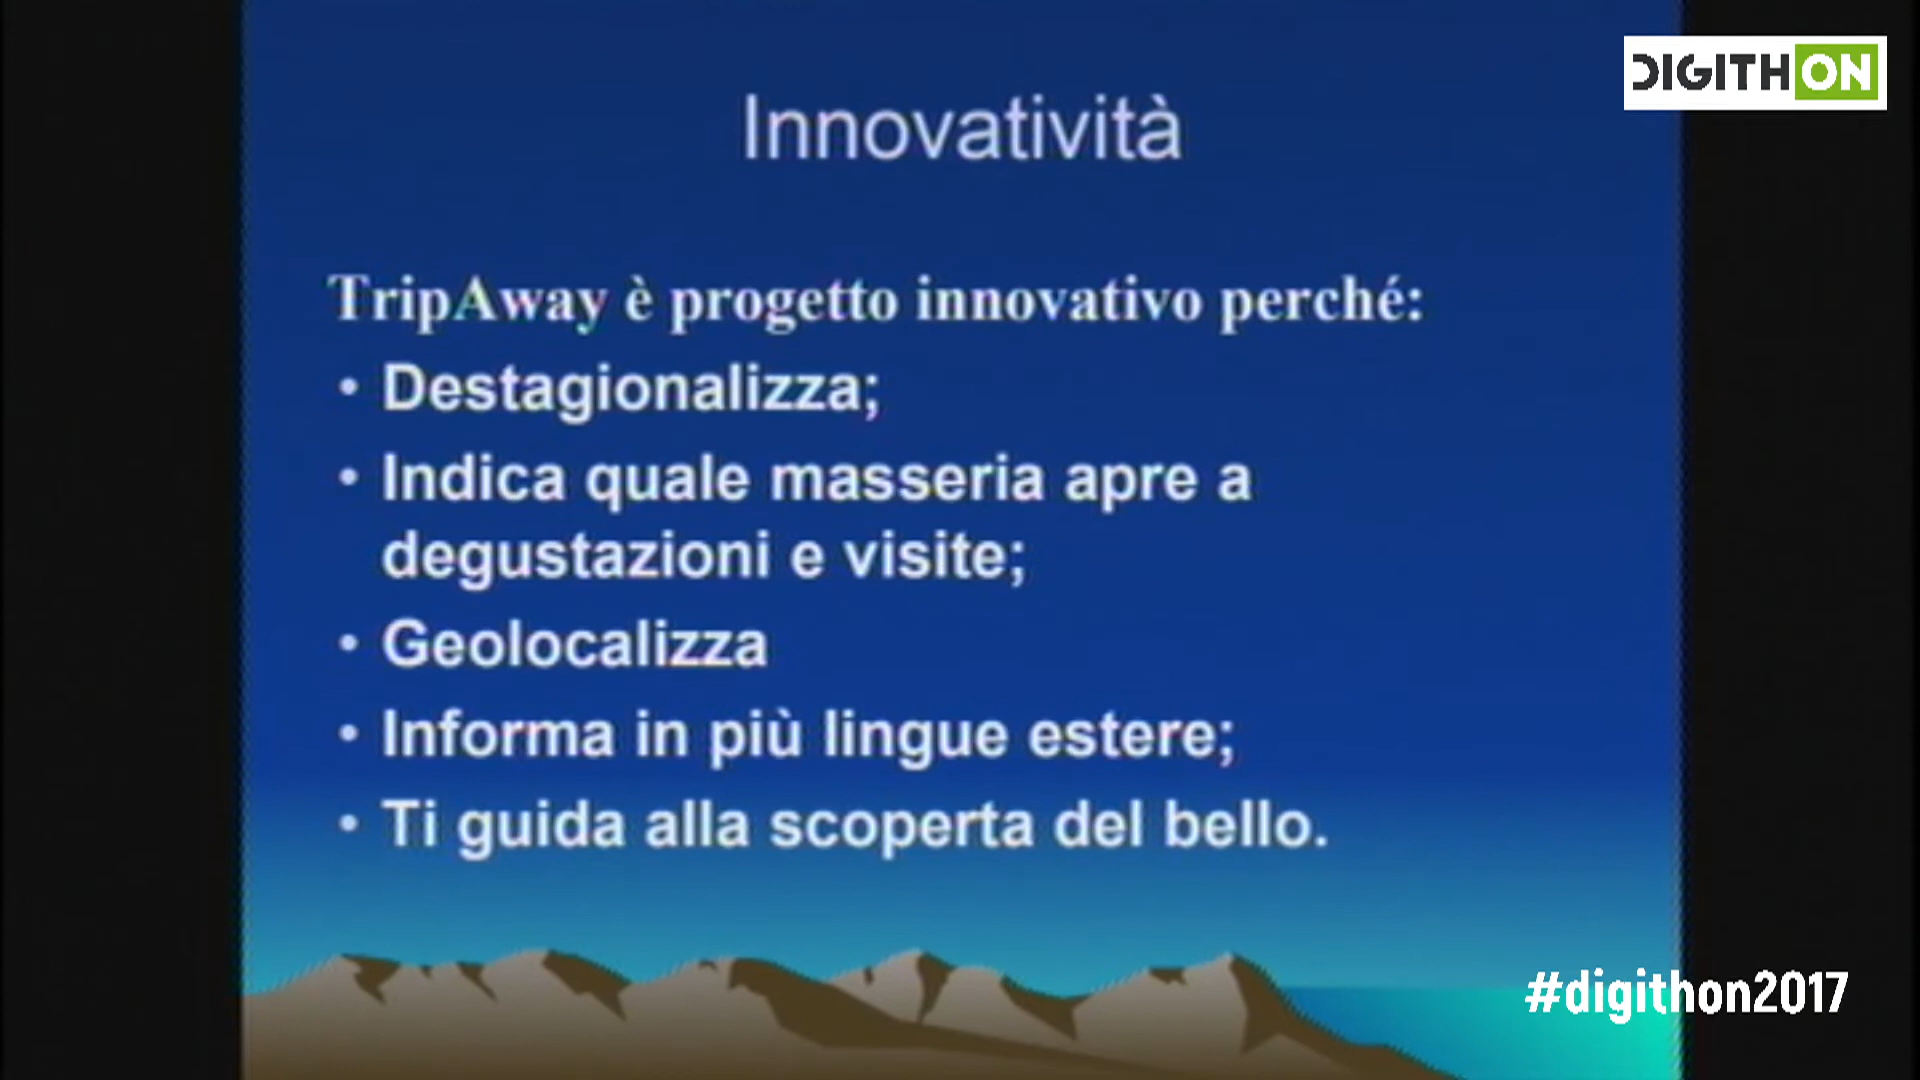 DIGITHON
Innovatività
TripAway è progetto innovativo perché:
• Destagionalizza;
• Indica quale masseria apre a
degustazioni e visite;
• Geolocalizza
• Informa in più lingue estere;
• Ti guida alla scoperta del bello.
#digithon2017